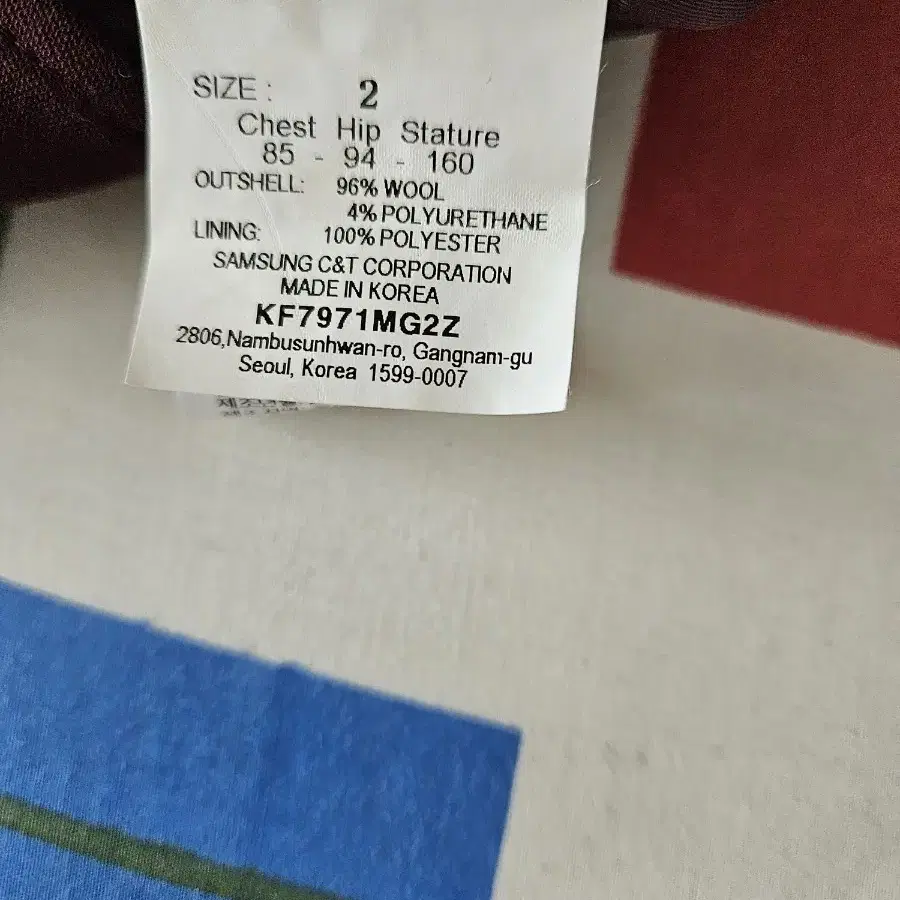 SIZE : 2
Chest Hip Stature
85 - 94 - 160
OUTSHELL: 96% WOOL
4% POLYURETHANE
LINING: 100% POLYESTER
SAMSUNG C&T CORPORATION
MADE IN KOREA
KF7971MG2Z
2806,Nambusunhwan-ro, Gangnam-gu
Seoul, Korea 1599-0007